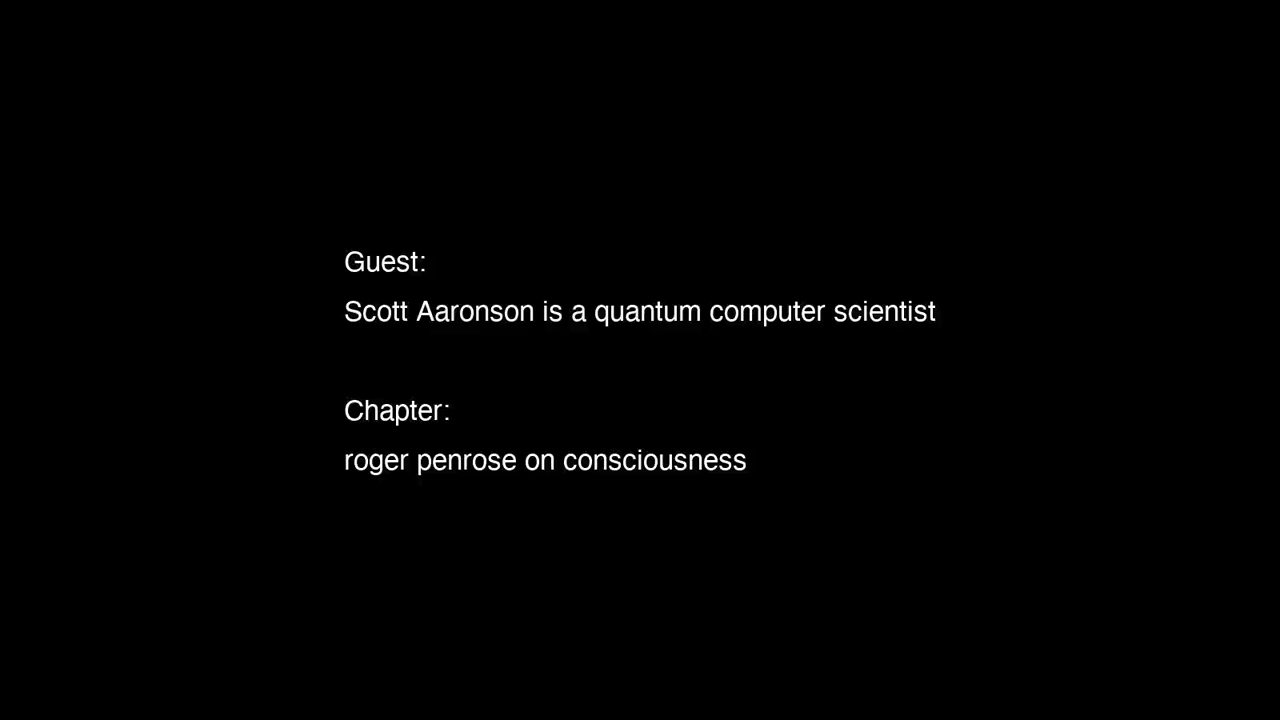 Guest:
Scott Aaronson is a quantum computer scientist
Chapter:
roger penrose on consciousness